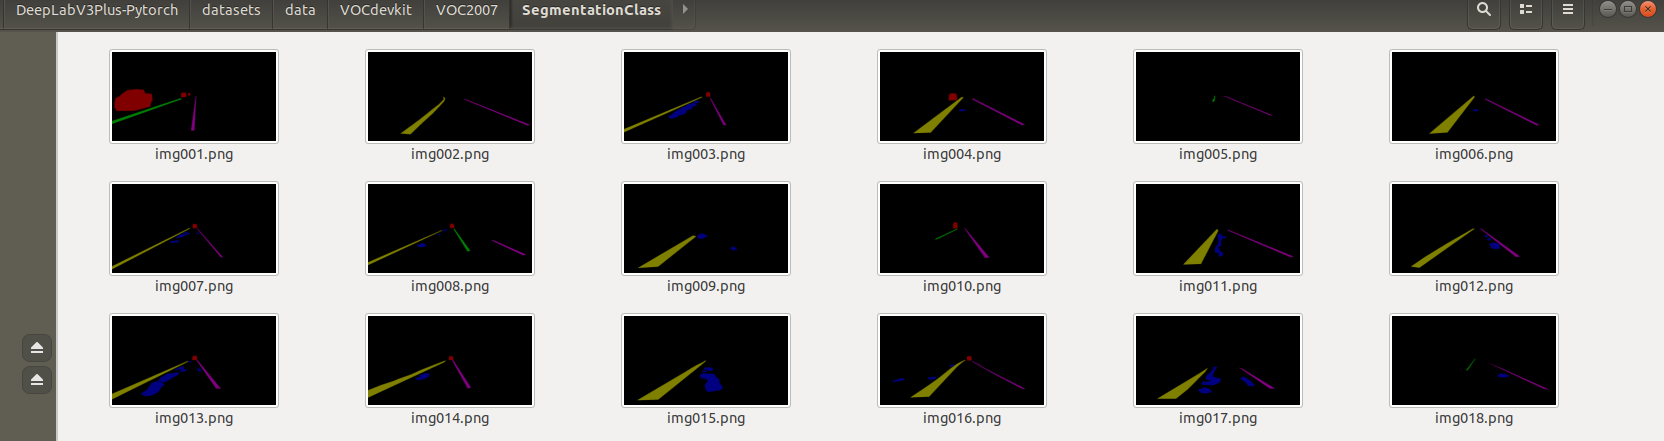 DeepLabV3Plus-Pytorch datasets data VOCdevkit VOC2007 SegmentationClass
img001.png img002.png img003.png img004.png img005.png img006.png
img007.png img008.png img009.png img010.png img011.png img012.png
img013.png img014.png img015.png img016.png img017.png img018.png